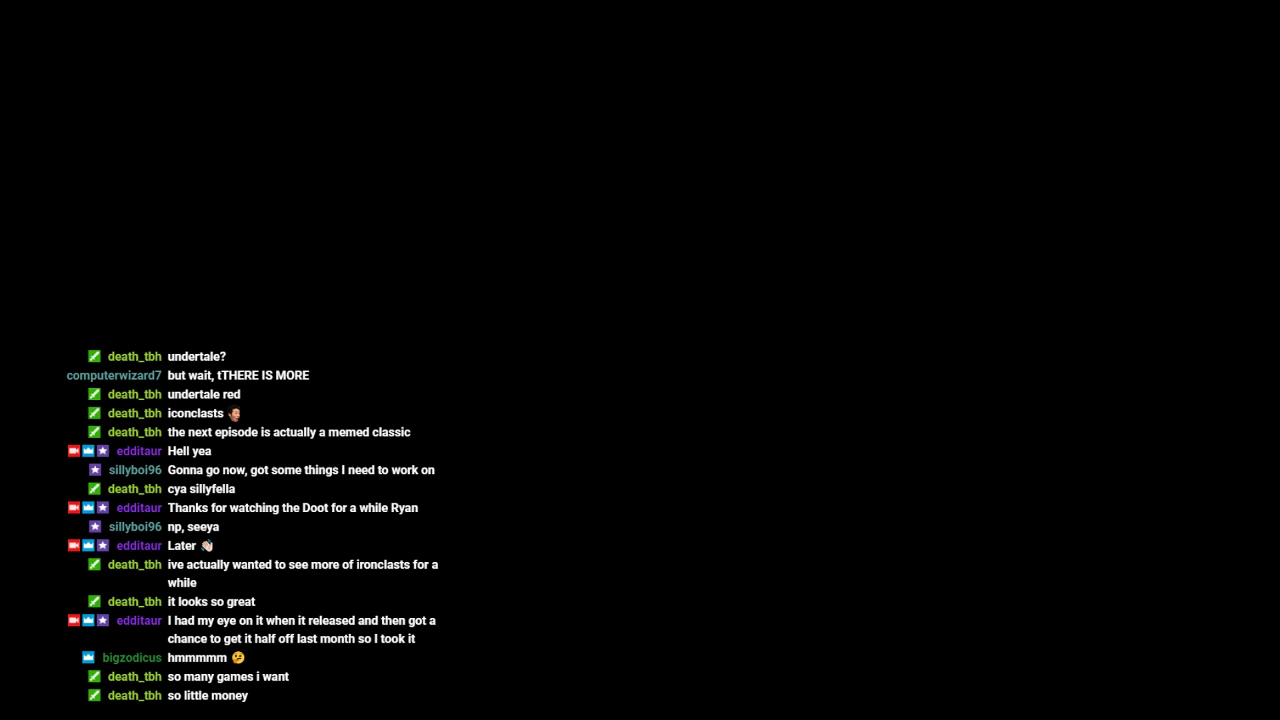 death_tbh undertale?
computerwizard7 but wait, tTHERE IS MORE
death_tbh undertale red
death_tbh iconclasts
death_tbh the next episode is actually a memed classic
edditaur Hell yea
sillyboi96 Gonna go now, got some things I need to work on
death_tbh cya sillyfella
edditaur Thanks for watching the Doot for a while Ryan
sillyboi96 np, seeya
edditaur Later 👋🏻
death_tbh ive actually wanted to see more of ironclasts for a
while
death_tbh it looks so great
edditaur I had my eye on it when it released and then got a
chance to get it half off last month so I took it
bigzodicus hmmmmm 🤔
death_tbh so many games i want
death_tbh so little money